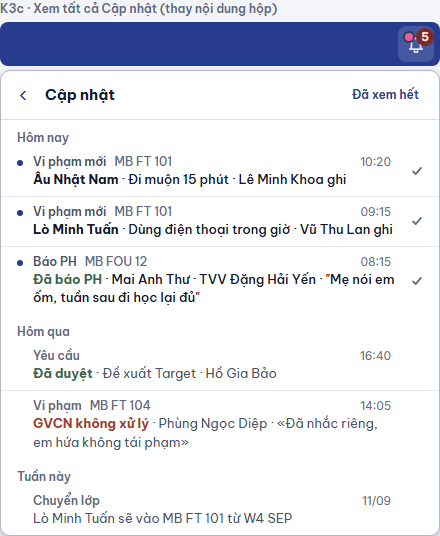 K3c · Xem tất cả Cập nhật (thay nội dung hộp)
5
Cập nhật
Đã xem hết
Hôm nay
Vi phạm mới MB FT 101 10:20
Âu Nhật Nam · Đi muộn 15 phút · Lê Minh Khoa ghi
Vi phạm mới MB FT 101 09:15
Lò Minh Tuấn · Dùng điện thoại trong giờ · Vũ Thu Lan ghi
Báo PH MB FOU 12 08:15
Đã báo PH · Mai Anh Thư · TVV Đặng Hải Yến · "Mẹ nói em
ốm, tuần sau đi học lại đủ"
Hôm qua
Yêu cầu 16:40
Đã duyệt · Đề xuất Target · Hồ Gia Bảo
Vi phạm MB FT 104 14:05
GVCN không xử lý · Phùng Ngọc Diệp · «Đã nhắc riêng,
em hứa không tái phạm»
Tuần này
Chuyển lớp 11/09
Lò Minh Tuấn sẽ vào MB FT 101 từ W4 SEP